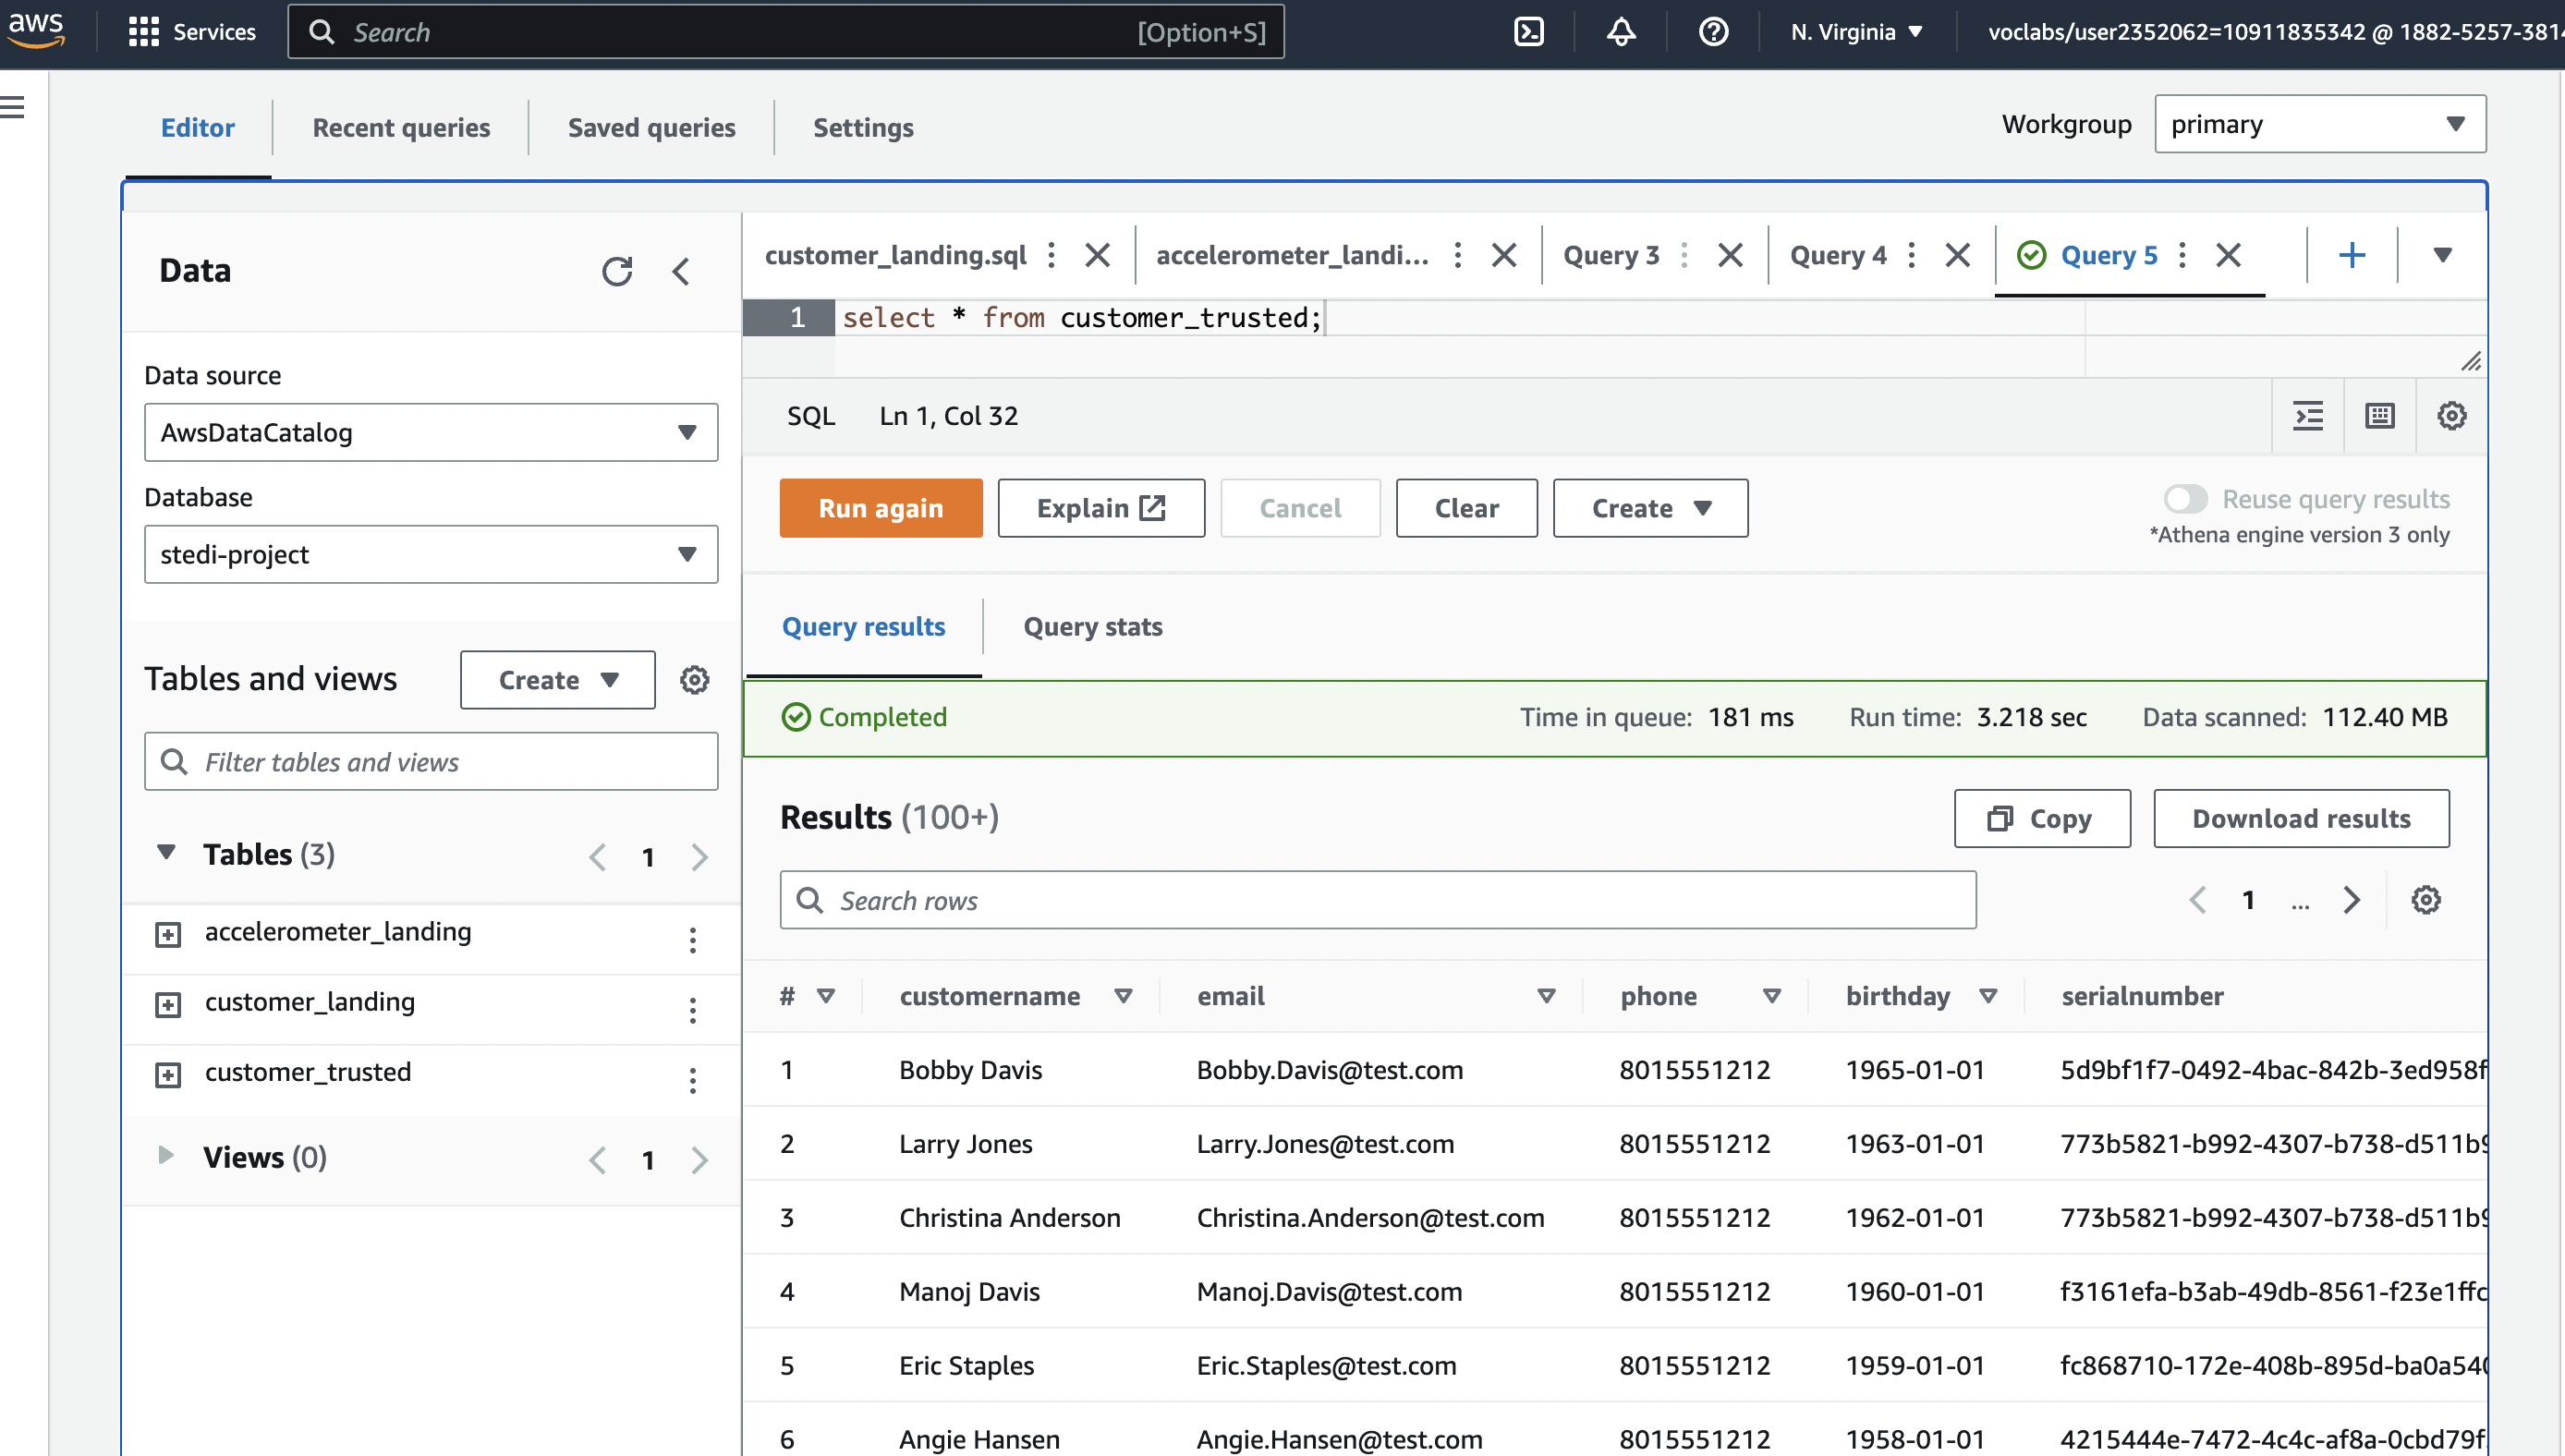 aws
Services
Search
[Option+S]
N. Virginia
voclabs/user2352062=10911835342 @ 1882-5257-381
Editor
Recent queries
Saved queries
Settings
Workgroup
primary
Data
Data source
AwsDataCatalog
Database
stedi-project
Tables and views
Create
Filter tables and views
Tables (3)
1
accelerometer_landing
customer_landing
customer_trusted
Views (0)
1
customer_landing.sql
accelerometer_landi...
Query 3
Query 4
Query 5
1 select * from customer_trusted;
SQL Ln 1, Col 32
Run again
Explain
Cancel
Clear
Create
Reuse query results
*Athena engine version 3 only
Query results
Query stats
Completed
Time in queue: 181 ms Run time: 3.218 sec Data scanned: 112.40 MB
Results (100+)
Copy
Download results
Search rows
1 ...
# customername email phone birthday serialnumber
1 Bobby Davis Bobby.Davis@test.com 8015551212 1965-01-01 5d9bf1f7-0492-4bac-842b-3ed958f
2 Larry Jones Larry.Jones@test.com 8015551212 1963-01-01 773b5821-b992-4307-b738-d511b9
3 Christina Anderson Christina.Anderson@test.com 8015551212 1962-01-01 773b5821-b992-4307-b738-d511b9
4 Manoj Davis Manoj.Davis@test.com 8015551212 1960-01-01 f3161efa-b3ab-49db-8561-f23e1ffc
5 Eric Staples Eric.Staples@test.com 8015551212 1959-01-01 fc868710-172e-408b-895d-ba0a540
6 Angie Hansen Angie.Hansen@test.com 8015551212 1958-01-01 4215444e-7472-4c4c-af8a-0cbd79f